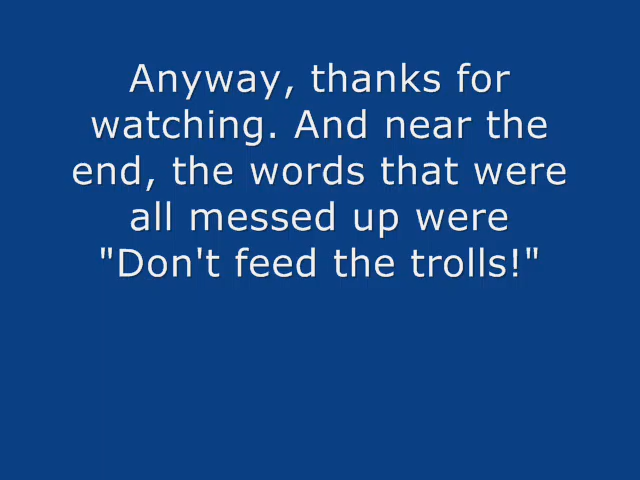 Anyway, thanks for
watching. And near the
end, the words that were
all messed up were
"Don't feed the trolls!"